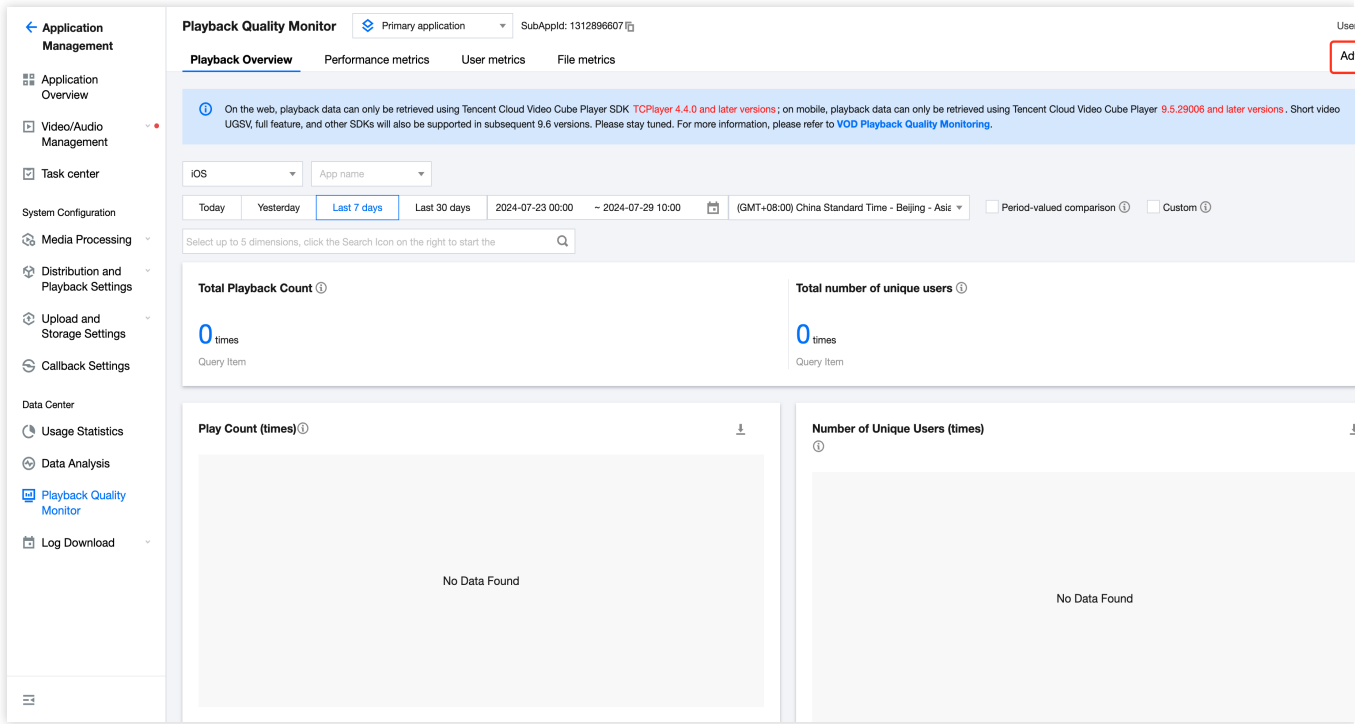 Application
Management
Application
Overview
Video/Audio
Management
Task center
System Configuration
Media Processing
Distribution and
Playback Settings
Upload and
Storage Settings
Callback Settings
Data Center
Usage Statistics
Data Analysis
Playback Quality
Monitor
Log Download
Playback Quality Monitor
Primary application
SubAppId: 1312896607
User
Playback Overview Performance metrics User metrics File metrics
Ad
On the web, playback data can only be retrieved using Tencent Cloud Video Cube Player SDK TCPlayer 4.4.0 and later versions; on mobile, playback data can only be retrieved using Tencent Cloud Video Cube Player 9.5.29006 and later versions. Short video
UGSV, full feature, and other SDKs will also be supported in subsequent 9.6 versions. Please stay tuned. For more information, please refer to VOD Playback Quality Monitoring.
iOS App name
Today Yesterday Last 7 days Last 30 days 2024-07-23 00:00 ~ 2024-07-29 10:00 (GMT+08:00) China Standard Time - Beijing - Asia Period-valued comparison Custom
Select up to 5 dimensions, click the Search Icon on the right to start the
Total Playback Count
0 times
Query Item
Total number of unique users
0 times
Query Item
Play Count (times)
No Data Found
Number of Unique Users (times)
No Data Found